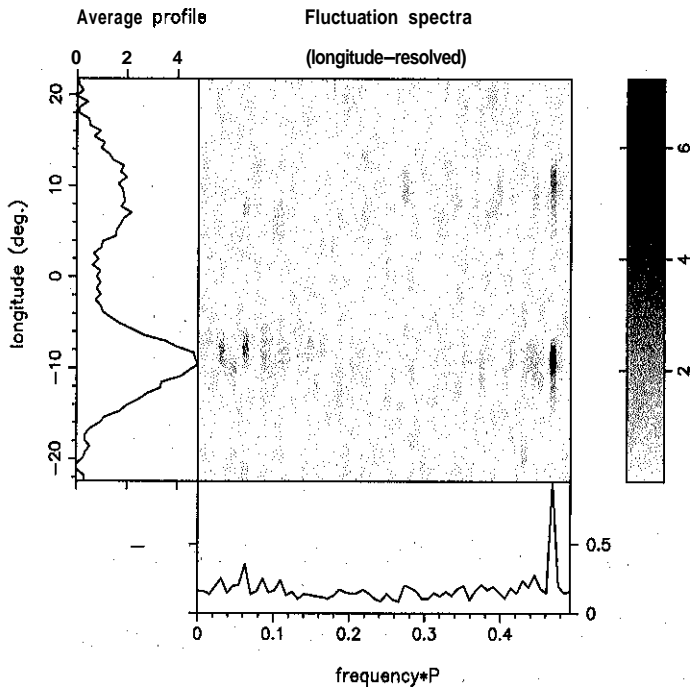 Average profile
Fluctuation spectra
(longitude–resolved)
0 2 4
20
10
0
−10
−20
longitude (deg.)
6
4
2
0.5
0
0 0.1 0.2 0.3 0.4
frequency*P